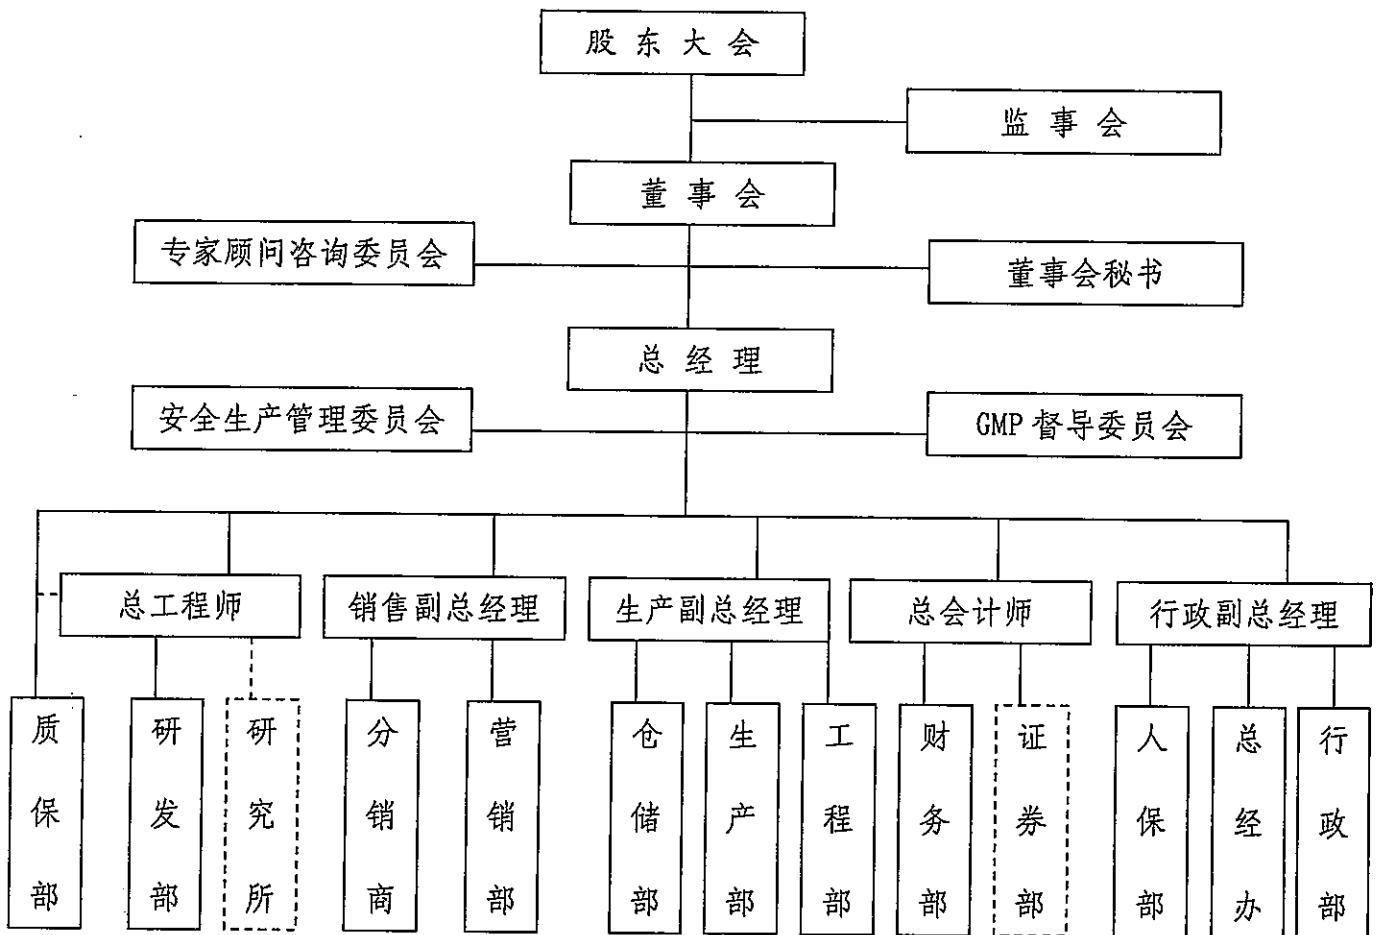 股东大会
监事会
董事会
专家顾问咨询委员会
董事会秘书
总经理
安全生产管理委员会
GMP督导委员会
总工程师
销售副总经理
生产副总经理
总会计师
行政副总经理
质保部
研发部
研究所
分销商
营销部
仓储部
生产部
工程部
财务部
证券部
人保部
总经办
行政部